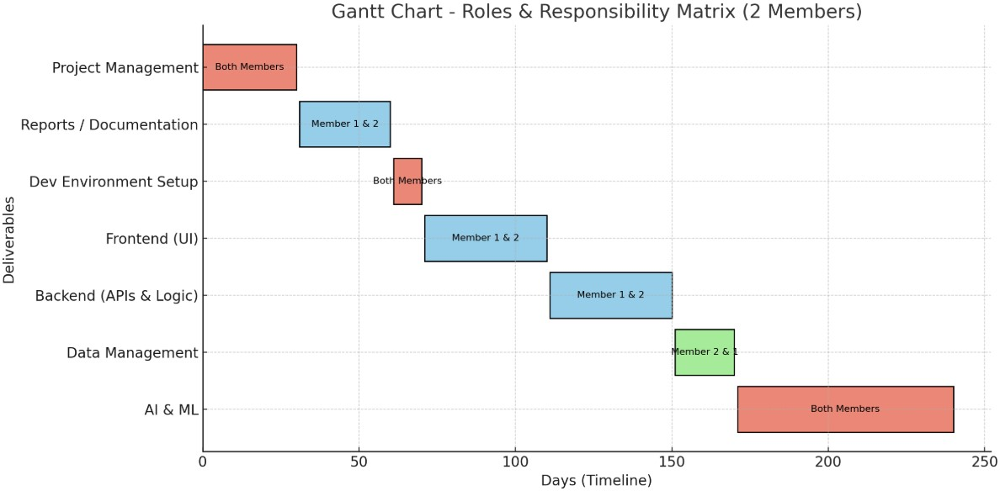 Gantt Chart - Roles & Responsibility Matrix (2 Members)
Deliverables
Project Management
Both Members
Reports / Documentation
Member 1 & 2
Dev Environment Setup
Both Members
Frontend (UI)
Member 1 & 2
Backend (APIs & Logic)
Member 1 & 2
Data Management
Member 2 & 1
AI & ML
Both Members
0 50 100 150 200 250
Days (Timeline)